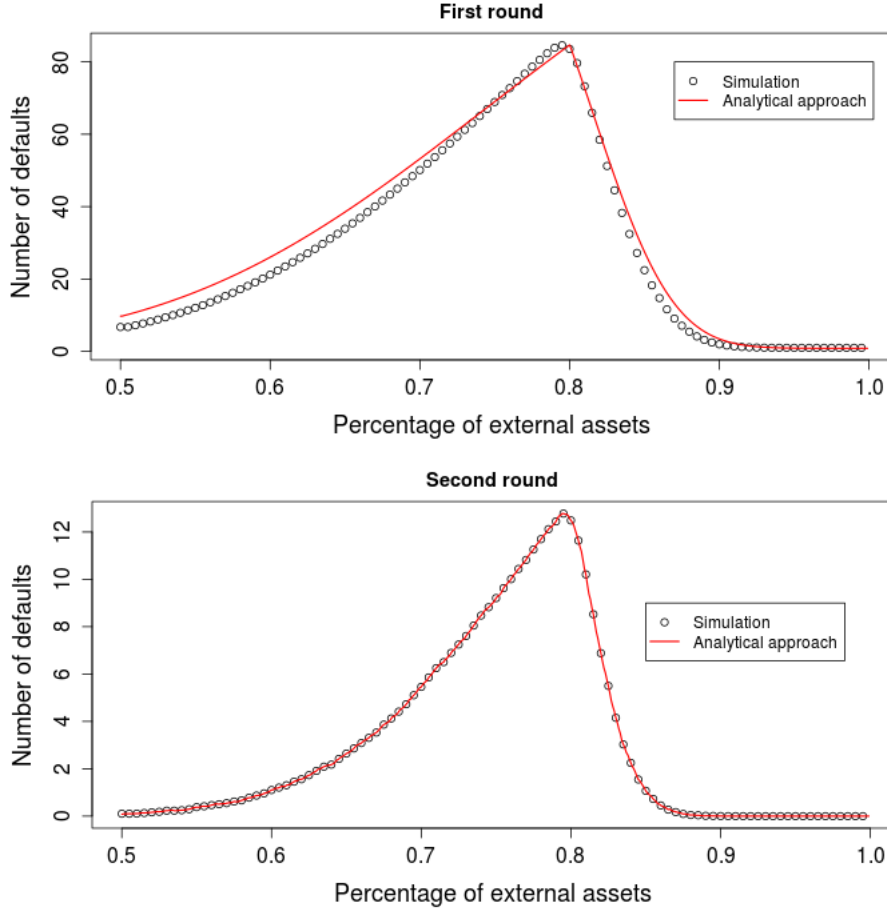 First round
Number of defaults
80
60
40
20
0
Simulation
Analytical approach
0.5 0.6 0.7 0.8 0.9 1.0
Percentage of external assets
Second round
Number of defaults
12
10
8
6
4
2
0
Simulation
Analytical approach
0.5 0.6 0.7 0.8 0.9 1.0
Percentage of external assets